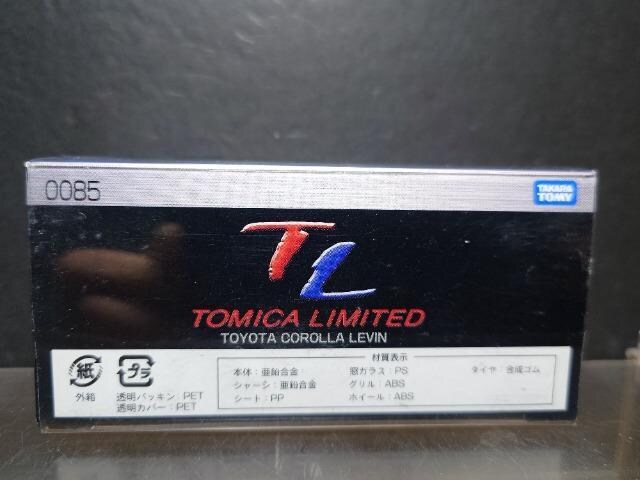 0085
TAKARA
TOMY
TL
TOMICA LIMITED
TOYOTA COROLLA LEVIN
材質表示
紙
外箱
プラ
透明パッキン:PET
透明カバー:PET
本体:亜鉛合金
シャーシ:亜鉛合金
シート:PP
窓ガラス:PS
グリル:ABS
ホイール:ABS
タイヤ:合成ゴム